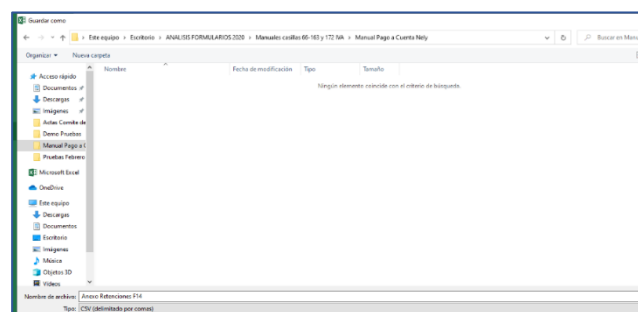 Guardar como
Este equipo > Escritorio > ANALISIS FORMULARIOS 2020 > Manuales casillas 66-163 y 172 IVA > Manual Pago a Cuenta Nely
Buscar en Manu
Organizar Nueva carpeta
Nombre Fecha de modificación Tipo Tamaño
Ningún elemento coincide con el criterio de búsqueda.
Acceso rápido
Documentos
Descargas
Imágenes
Actas Comite de
Demo Pruebas
Manual Pago a C
Pruebas Febrero
Microsoft Excel
OneDrive
Este equipo
Descargas
Documentos
Escritorio
Imágenes
Música
Objetos 3D
Videos
Nombre de archivo: Anexo Retenciones F14
Tipo: CSV (delimitado por comas)